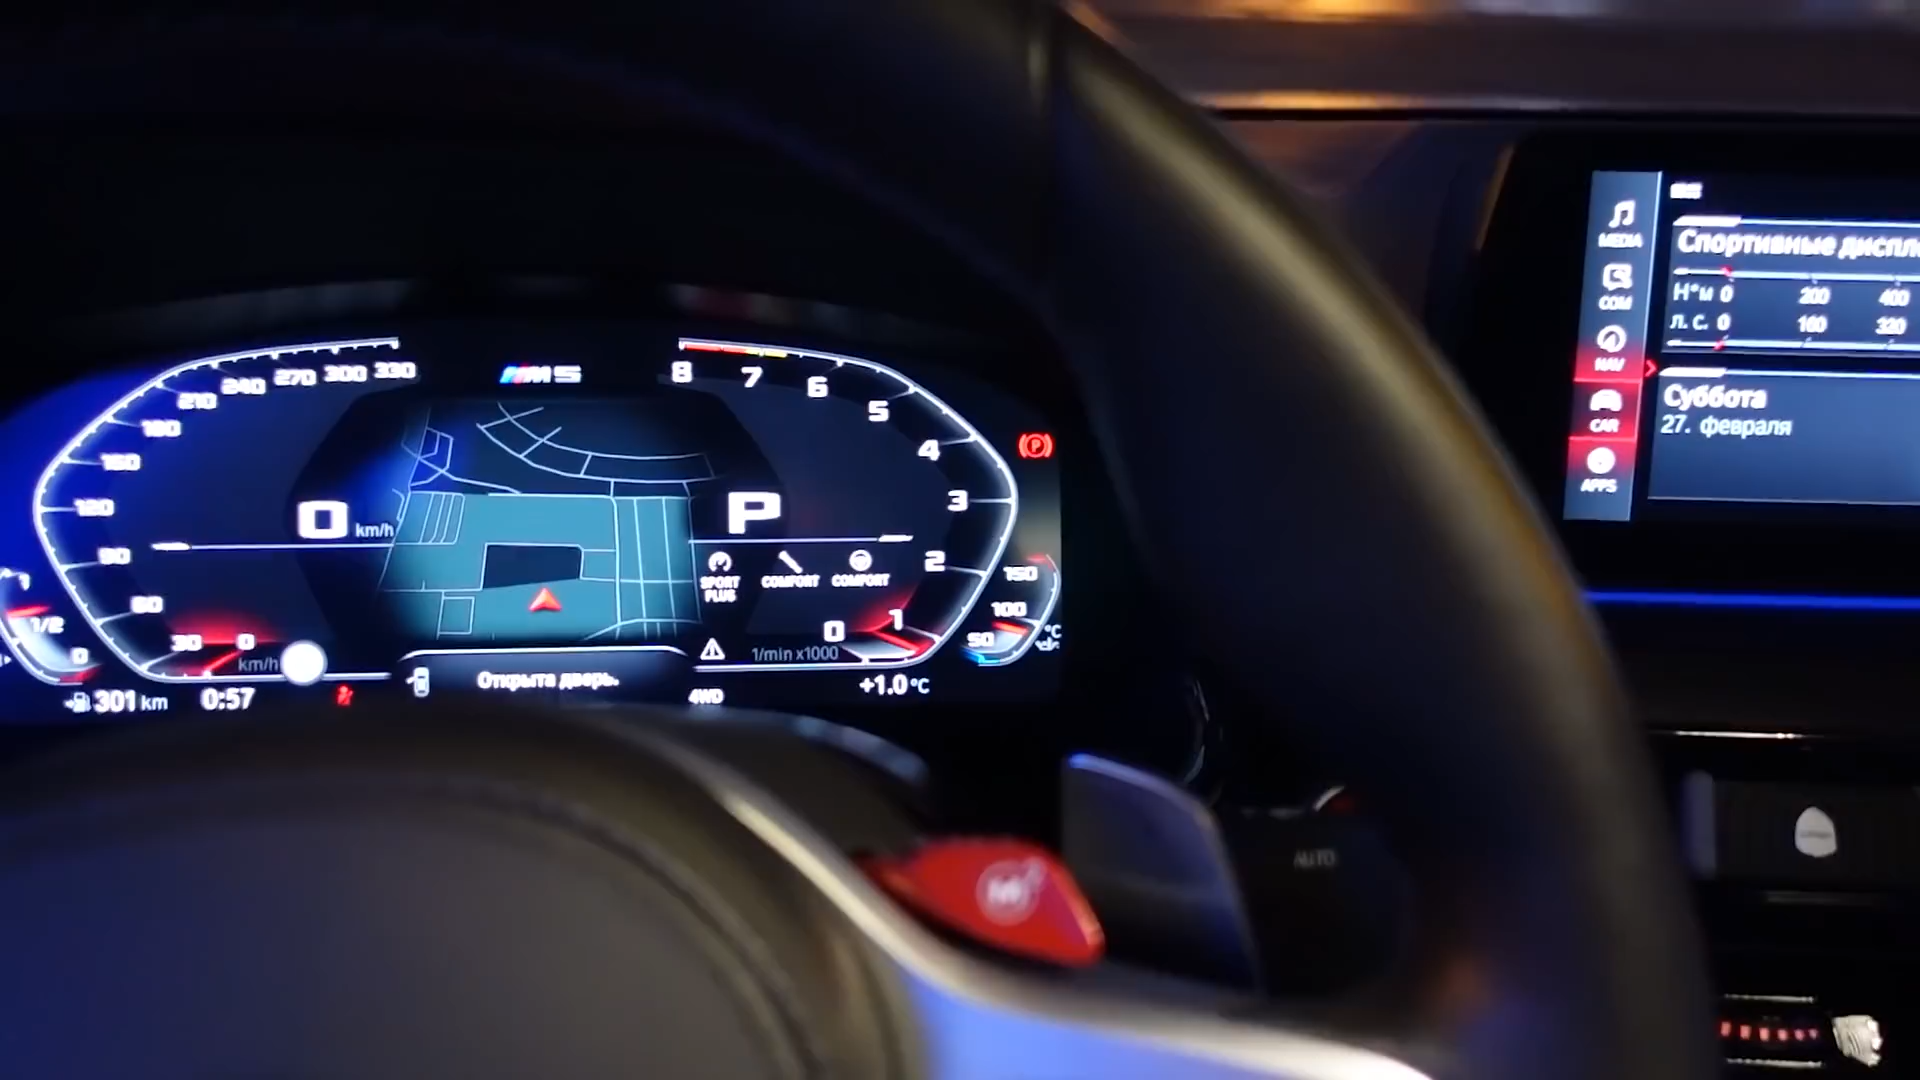 M5
330
300
270
240
210
180
150
120
90
60
30
0
km/h
0
km/h
8
7
6
5
4
3
2
1
0
1/min x1000
P
SPORT
PLUS
COMFORT
COMFORT
1
1/2
0
150
100
50
°C
301 km
0:57
Открыта дверь.
4WD
+1.0 °C
(P)
M
AUTO
MEDIA
COM
NAV
CAR
APPS
Спортивные диспл
Н*м 0 200 400
л. с. 0 160 320
Суббота
27. февраля